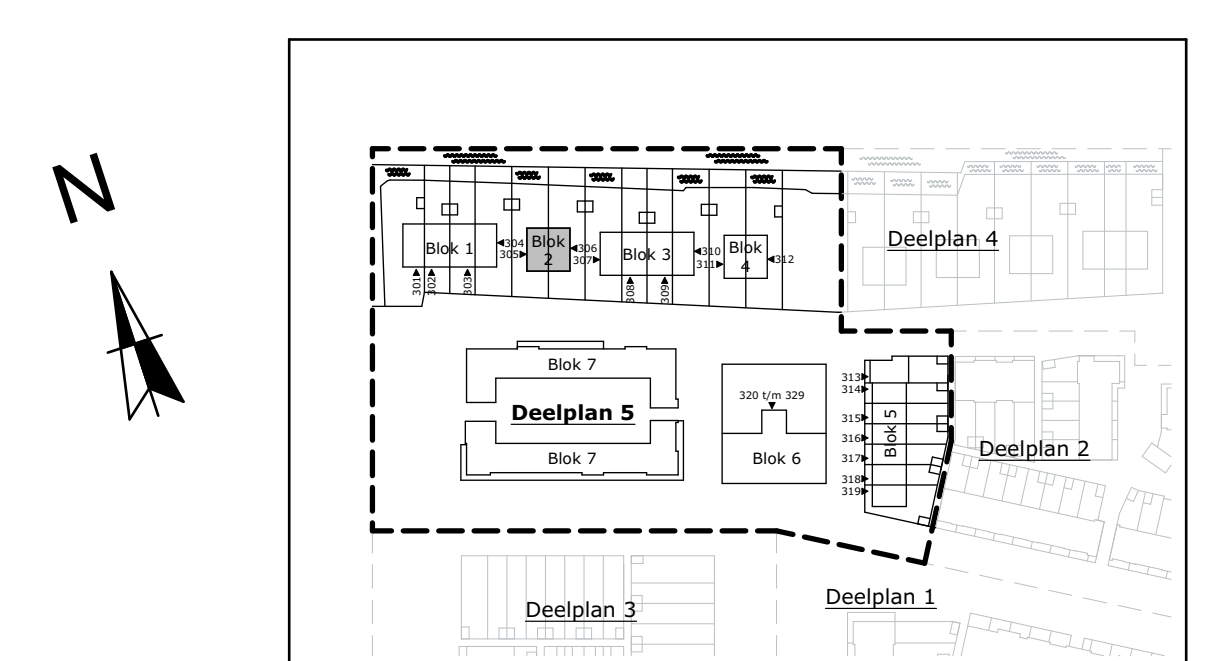 N
Deelplan 4
Blok 1
304
305
Blok
2
306
307
Blok 3
310
311
Blok
4
312
301
302
303
308
309
Blok 7
313
314
320 t/m 329
Deelplan 5
315
Blok 5
316
Deelplan 2
Blok 7
Blok 6
317
318
319
Deelplan 3
Deelplan 1